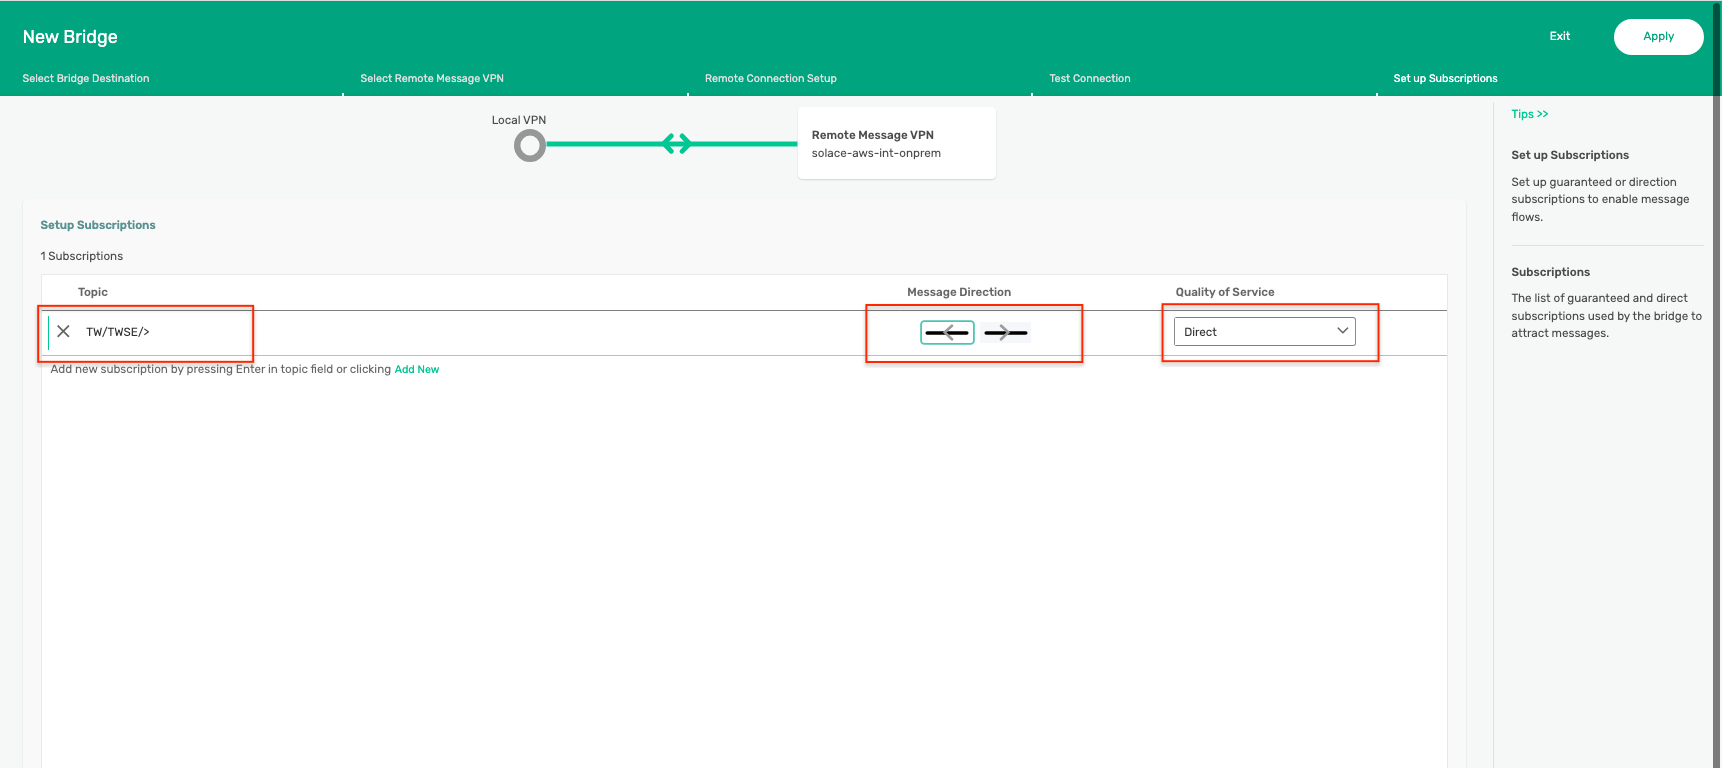 New Bridge
Exit
Apply
Select Bridge Destination
Select Remote Message VPN
Remote Connection Setup
Test Connection
Set up Subscriptions
Local VPN
Remote Message VPN
solace-aws-int-onprem
Tips >>
Set up Subscriptions
Set up guaranteed or direction
subscriptions to enable message
flows.
Subscriptions
The list of guaranteed and direct
subscriptions used by the bridge to
attract messages.
Setup Subscriptions
1 Subscriptions
Topic
Message Direction
Quality of Service
TW/TWSE/>
Direct
Add new subscription by pressing Enter in topic field or clicking Add New